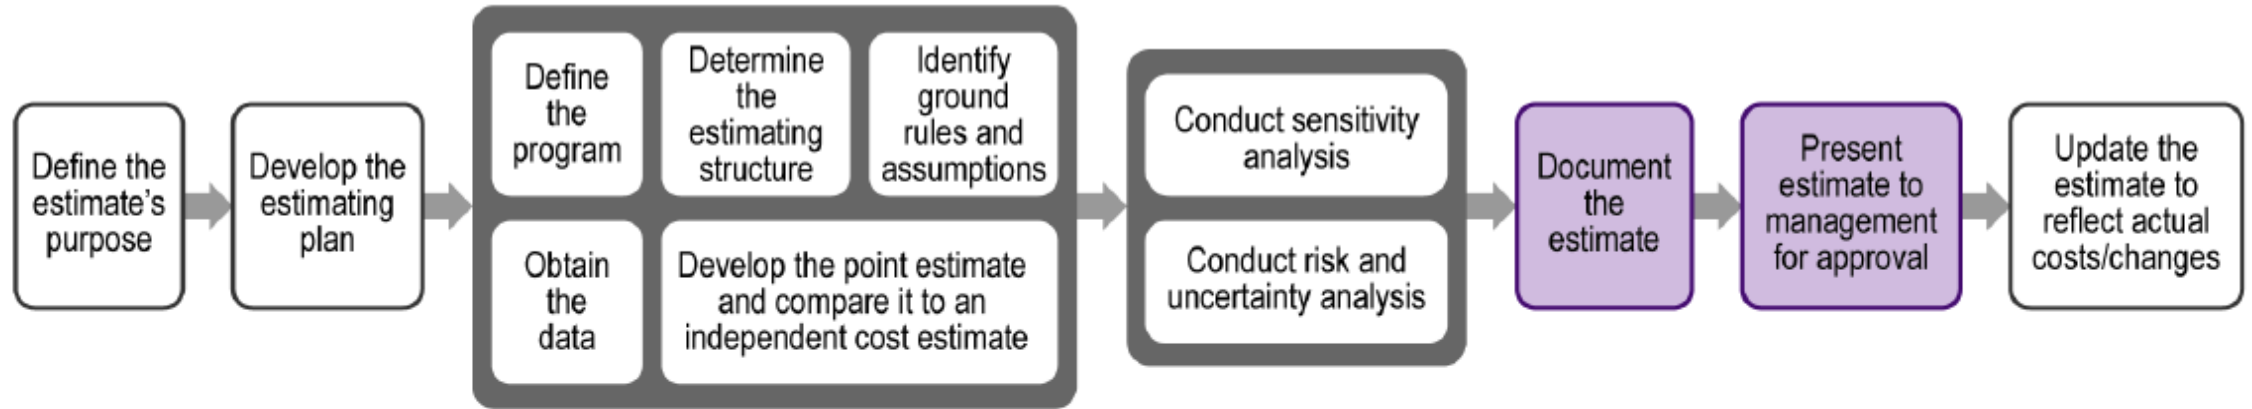 Define the
estimate's
purpose
Develop the
estimating
plan
Define
the
program
Determine
the
estimating
structure
Identify
ground
rules and
assumptions
Obtain
the
data
Develop the point estimate
and compare it to an
independent cost estimate
Conduct sensitivity
analysis
Conduct risk and
uncertainty analysis
Document
the
estimate
Present
estimate to
management
for approval
Update the
estimate to
reflect actual
costs/changes